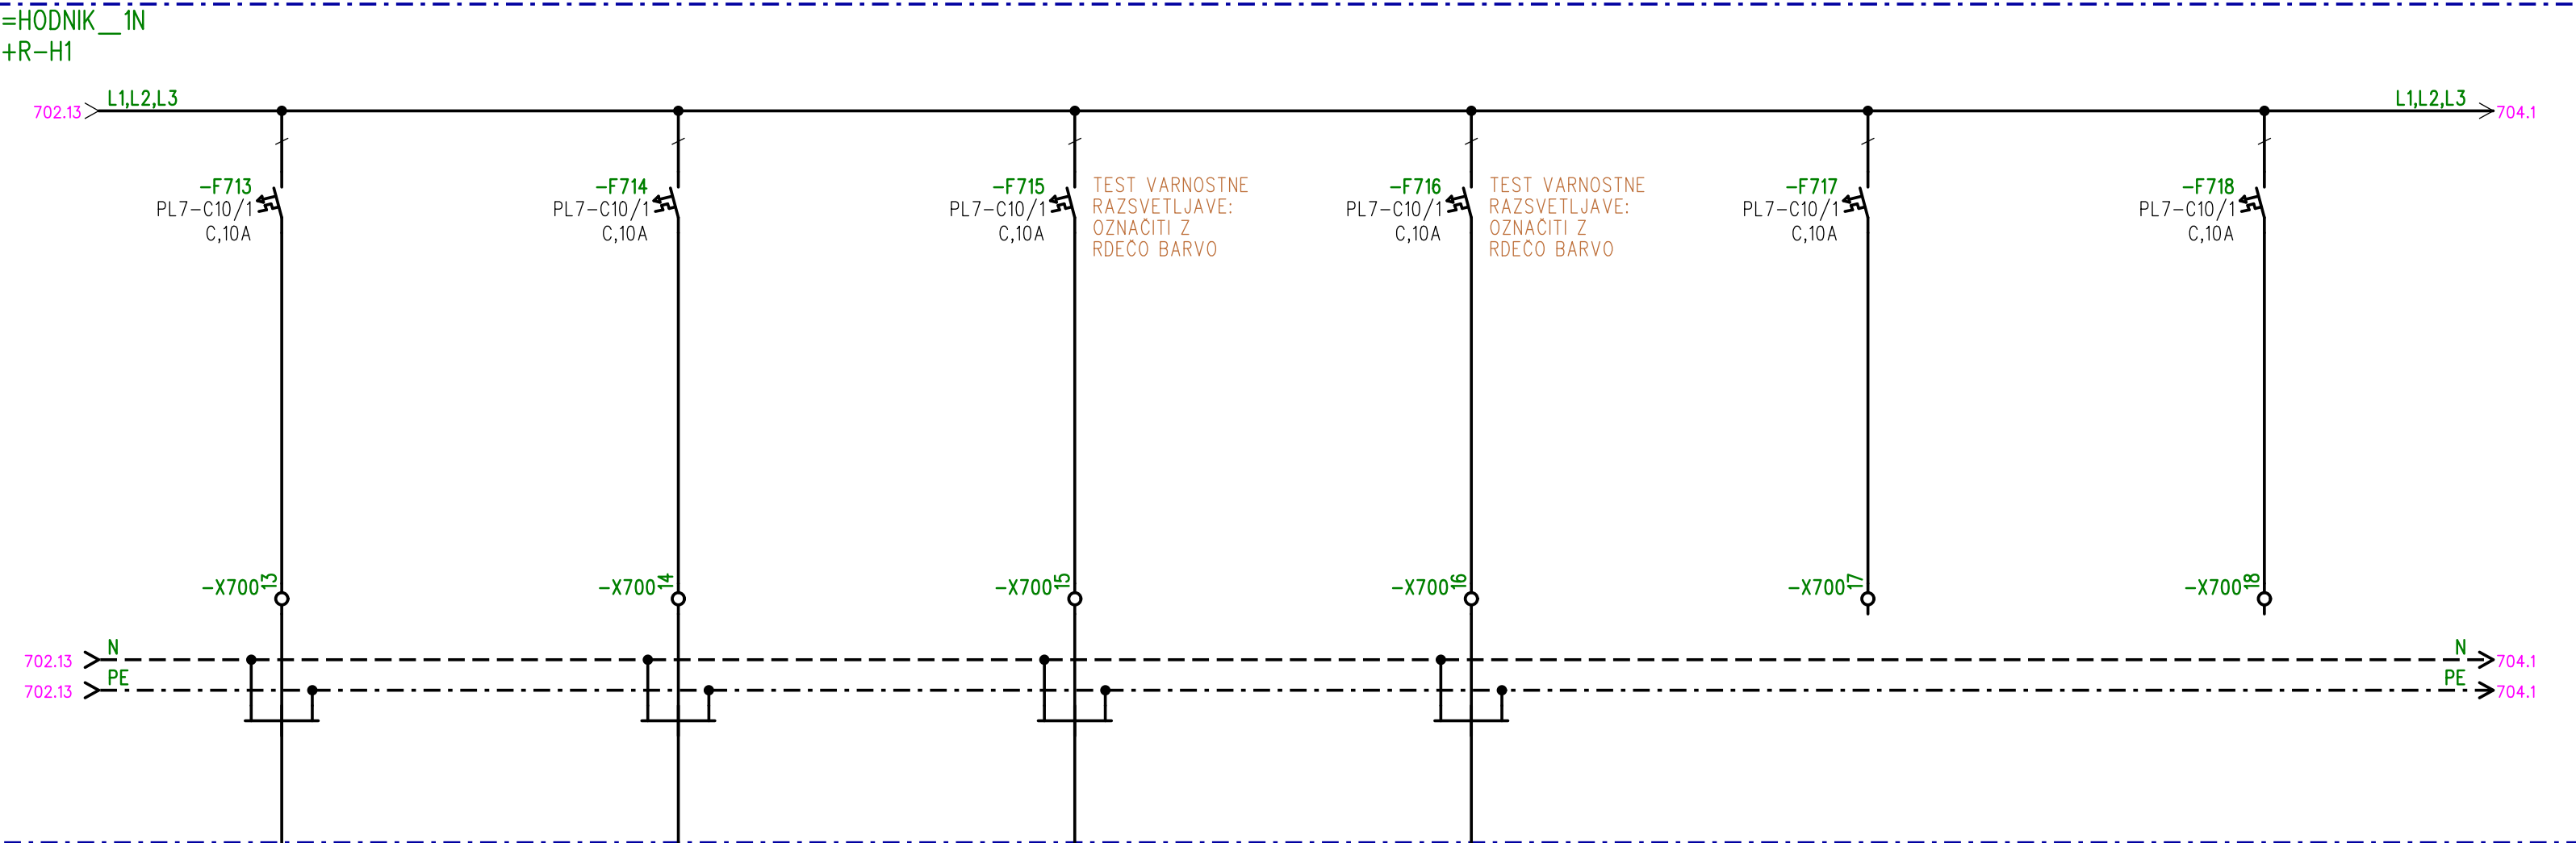 =HODNIK__1N
+R-H1
702.13
L1,L2,L3
L1,L2,L3
704.1
-F713
PL7-C10/1
C,10A
-F714
PL7-C10/1
C,10A
-F715
PL7-C10/1
C,10A
TEST VARNOSTNE
RAZSVETLJAVE:
OZNAČITI Z
RDEČO BARVO
-F716
PL7-C10/1
C,10A
TEST VARNOSTNE
RAZSVETLJAVE:
OZNAČITI Z
RDEČO BARVO
-F717
PL7-C10/1
C,10A
-F718
PL7-C10/1
C,10A
-X700 13
-X700 14
-X700 15
-X700 16
-X700 17
-X700 18
702.13
N
N
704.1
702.13
PE
PE
704.1